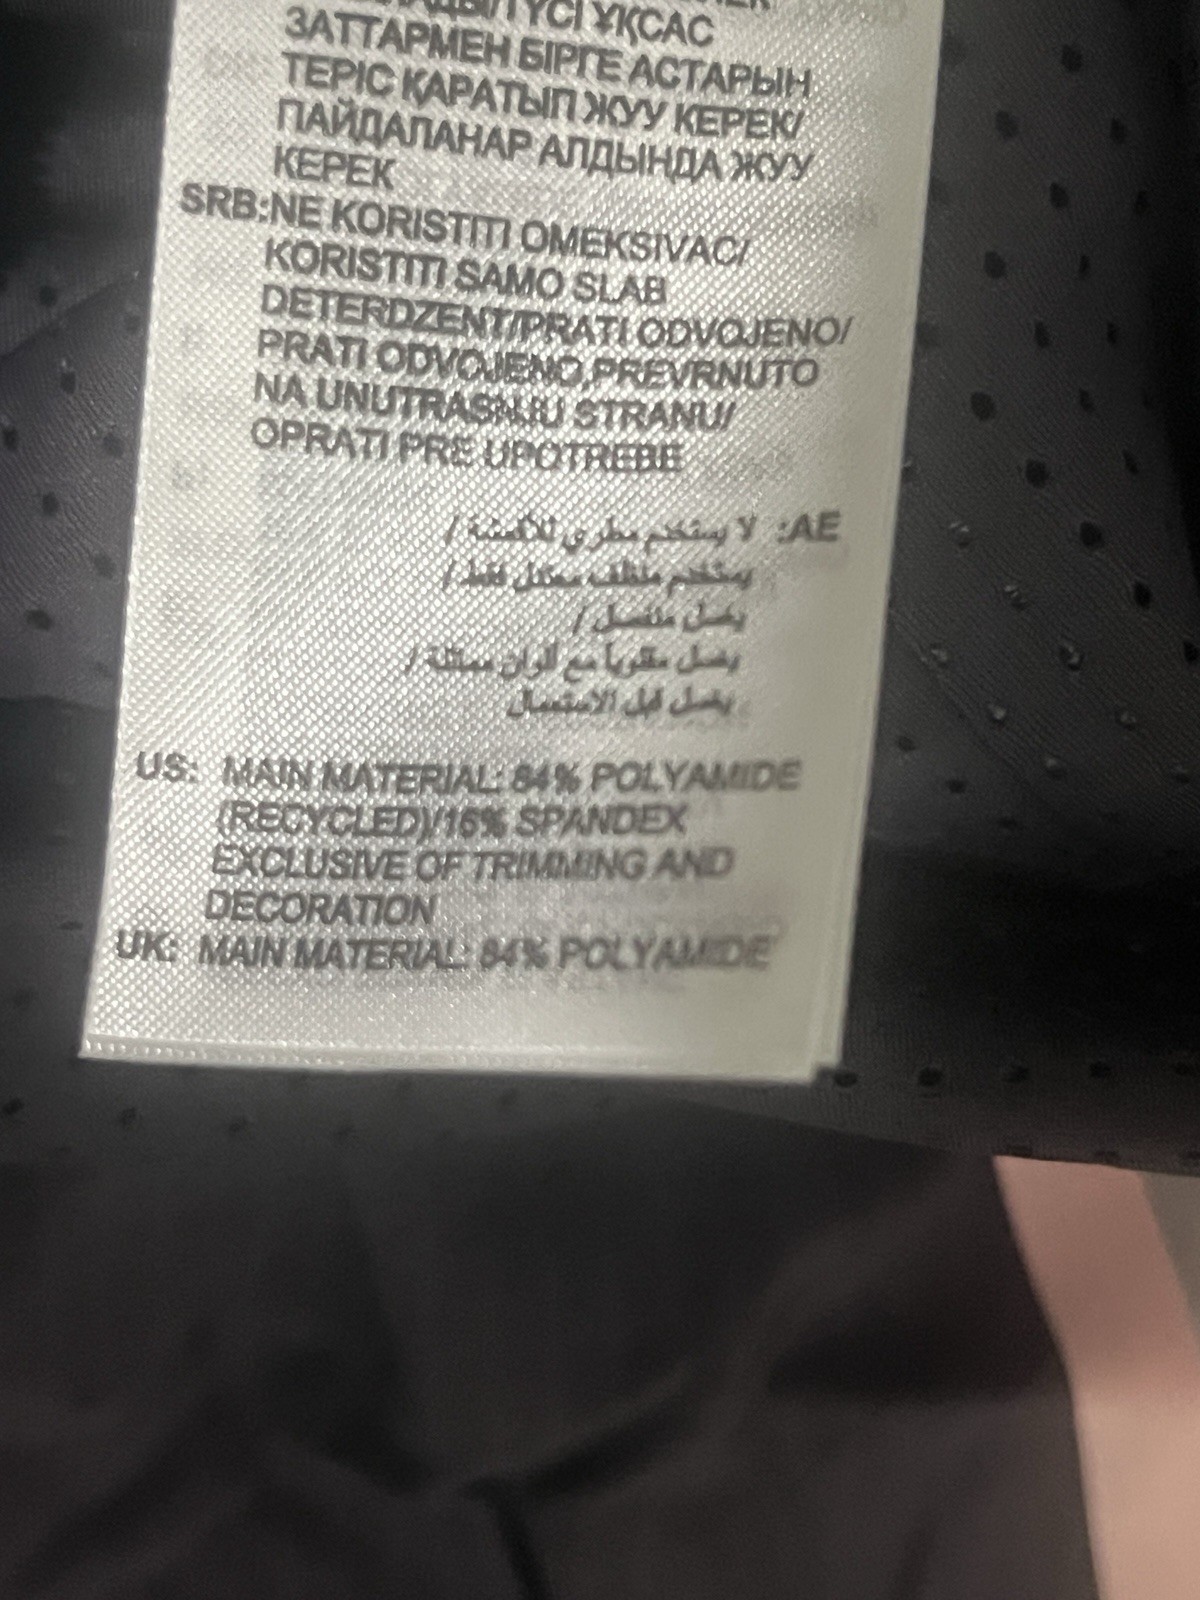 ҮСІ ҰҚСАС
ЗАТТАРМЕН БІРГЕ АСТАРЫН
ТЕРІС ҚАРАТЫП ЖУУ КЕРЕК/
ПАЙДАЛАНАР АЛДЫНДА ЖУУ
КЕРЕК
SRB:NE KORISTITI OMEKSIVAC/
KORISTITI SAMO SLAB
DETERDZENT/PRATI ODVOJENO/
PRATI ODVOJENO,PREVRNUTO
NA UNUTRASNJU STRANU/
OPRATI PRE UPOTREBE
AE: لا يستخدم مطري للأقمشة /
يستخدم منظف معتدل فقط /
يغسل منفصل /
يغسل مقلوباً مع ألوان مماثلة /
يغسل قبل الاستعمال
US: MAIN MATERIAL: 84% POLYAMIDE
(RECYCLED)/16% SPANDEX
EXCLUSIVE OF TRIMMING AND
DECORATION
UK: MAIN MATERIAL: 84% POLYAMIDE